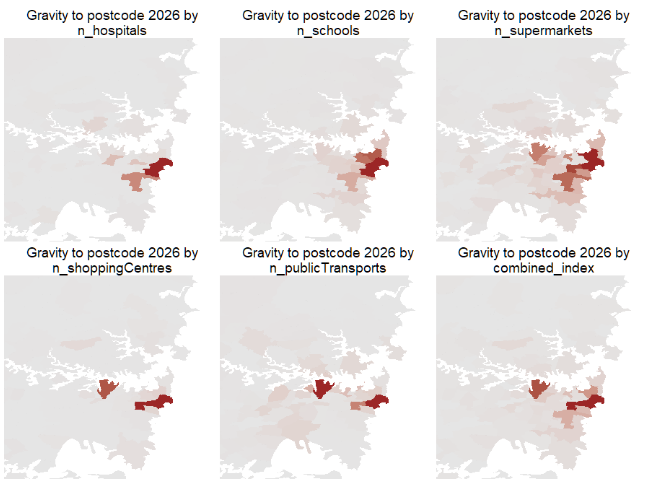 Gravity to postcode 2026 by
n_hospitals
Gravity to postcode 2026 by
n_schools
Gravity to postcode 2026 by
n_supermarkets
Gravity to postcode 2026 by
n_shoppingCentres
Gravity to postcode 2026 by
n_publicTransports
Gravity to postcode 2026 by
combined_index